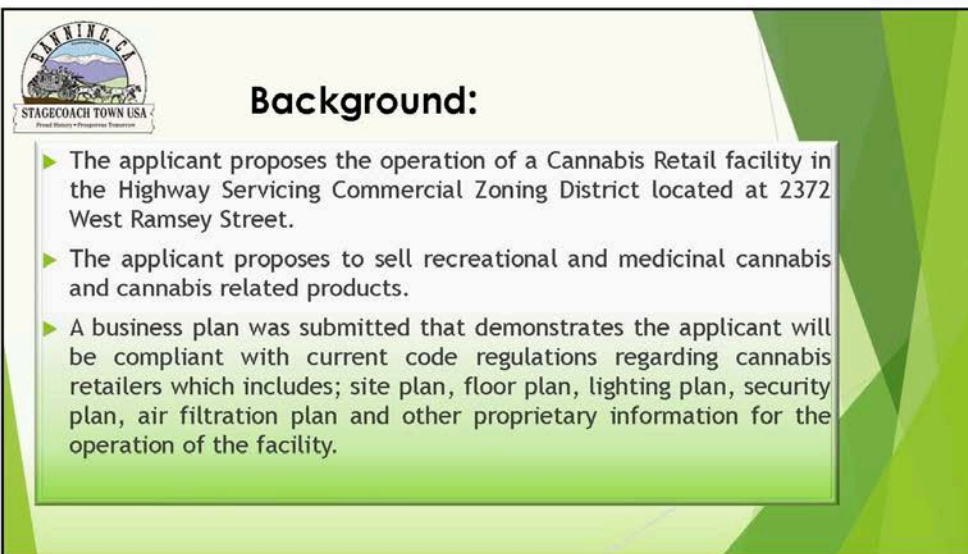 BANNING, CA
STAGECOACH TOWN USA
Proud History • Prosperous Tomorrow
Background:
The applicant proposes the operation of a Cannabis Retail facility in
the Highway Servicing Commercial Zoning District located at 2372
West Ramsey Street.
The applicant proposes to sell recreational and medicinal cannabis
and cannabis related products.
A business plan was submitted that demonstrates the applicant will
be compliant with current code regulations regarding cannabis
retailers which includes; site plan, floor plan, lighting plan, security
plan, air filtration plan and other proprietary information for the
operation of the facility.